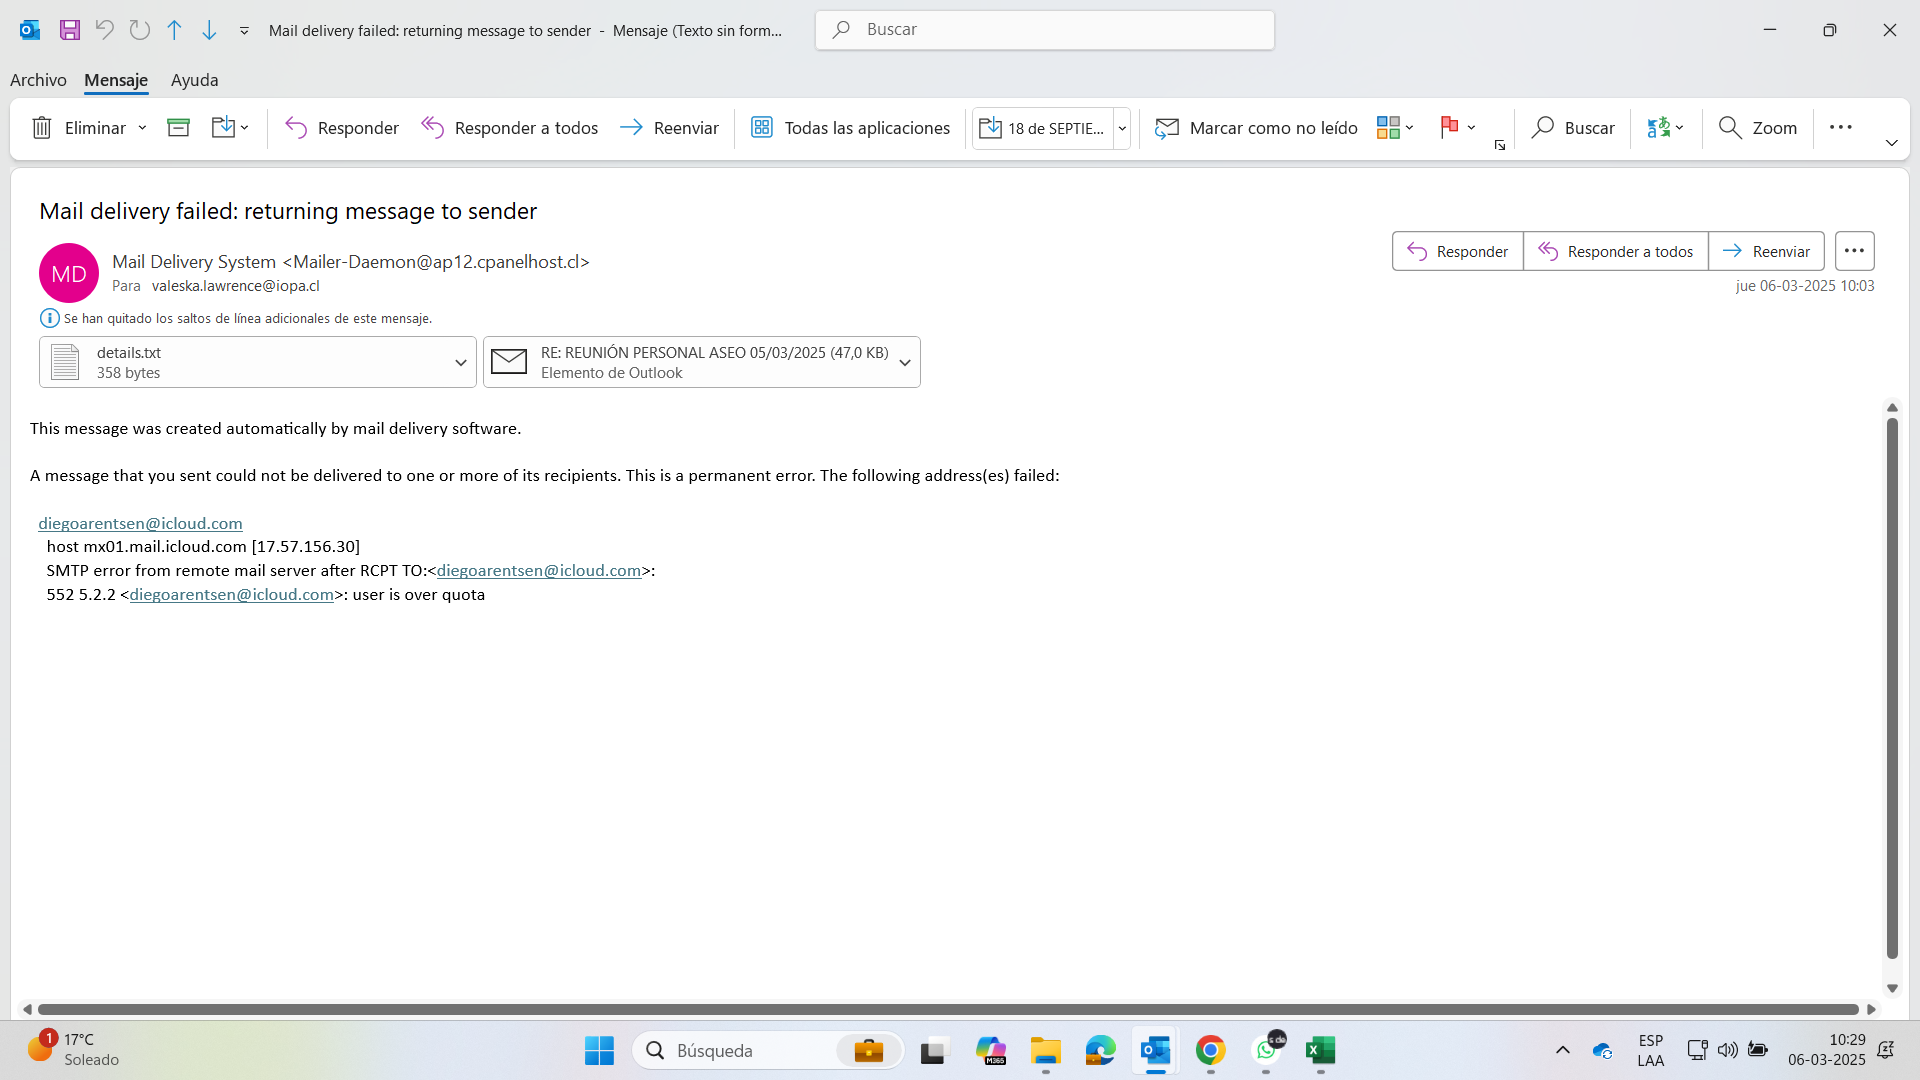 Mail delivery failed: returning message to sender - Mensaje (Texto sin form...
Buscar
Archivo
Mensaje
Ayuda
Eliminar
Responder
Responder a todos
Reenviar
Todas las aplicaciones
18 de SEPTIE...
Marcar como no leído
Buscar
Zoom
Mail delivery failed: returning message to sender
MD
Mail Delivery System <Mailer-Daemon@ap12.cpanelhost.cl>
Para valeska.lawrence@iopa.cl
Responder
Responder a todos
Reenviar
jue 06-03-2025 10:03
Se han quitado los saltos de línea adicionales de este mensaje.
details.txt
358 bytes
RE: REUNIÓN PERSONAL ASEO 05/03/2025 (47,0 KB)
Elemento de Outlook
This message was created automatically by mail delivery software.
A message that you sent could not be delivered to one or more of its recipients. This is a permanent error. The following address(es) failed:
diegoarentsen@icloud.com
host mx01.mail.icloud.com [17.57.156.30]
SMTP error from remote mail server after RCPT TO:<diegoarentsen@icloud.com>:
552 5.2.2 <diegoarentsen@icloud.com>: user is over quota
1
17°C
Soleado
Búsqueda
M365
s de
ESP
LAA
10:29
06-03-2025